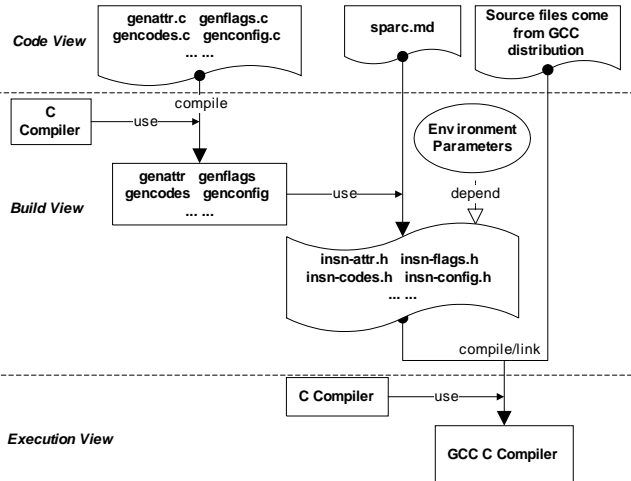 Code View
genattr.c genflags.c
gencodes.c genconfig.c
... ...
sparc.md
Source files come
from GCC
distribution
compile
C
Compiler
use
Environment
Parameters
Build View
genattr genflags
gencodes genconfig
... ...
use
depend
insn-attr.h insn-flags.h
insn-codes.h insn-config.h
... ...
compile/link
C Compiler
use
Execution View
GCC C Compiler